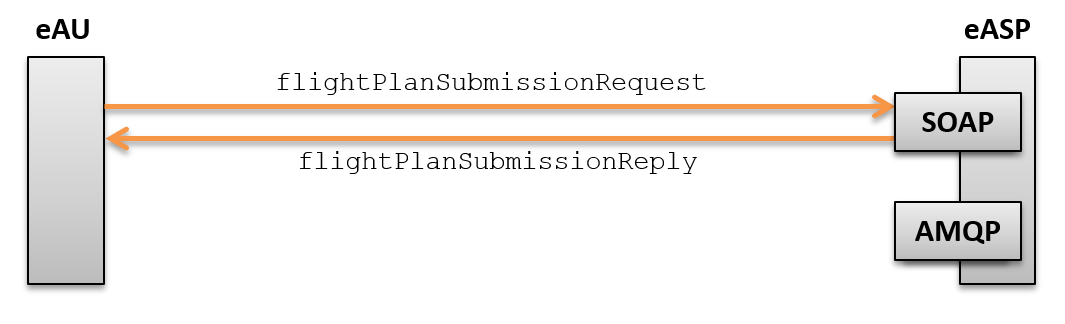 eAU
eASP
flightPlanSubmissionRequest
SOAP
flightPlanSubmissionReply
AMQP